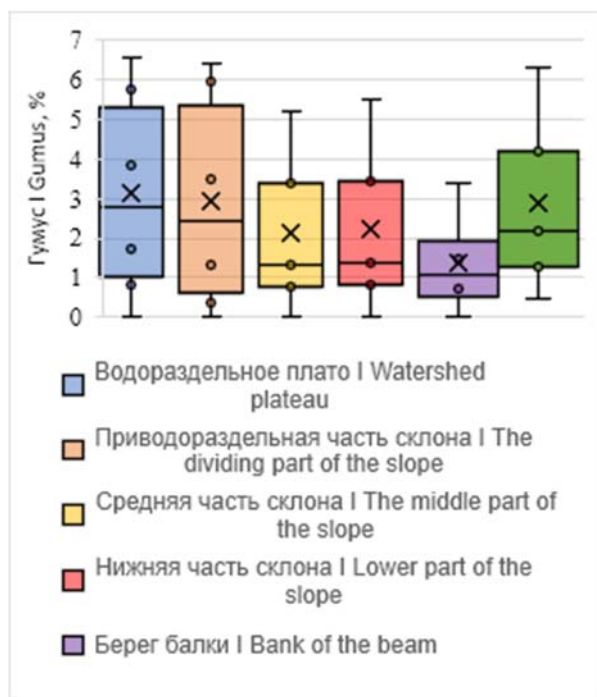 7
6
5
4
3
2
1
0
Гумус I Gumus, %
Водораздельное плато I Watershed
plateau
Приводораздельная часть склона I The
dividing part of the slope
Средняя часть склона I The middle part of
the slope
Нижняя часть склона I Lower part of the
slope
Берег балки I Bank of the beam